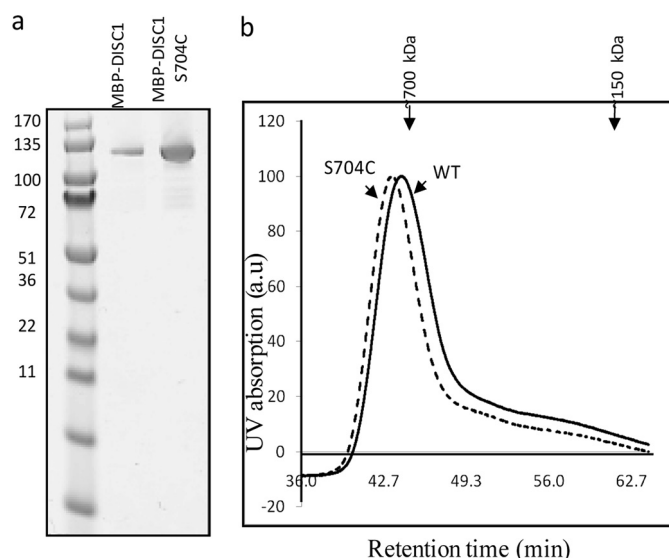 a
MBP-DISC1
MBP-DISC1
S704C
170
135
100
72
51
36
22
11
b
~700 kDa
~150 kDa
120
100
80
60
40
20
0
-20
S704C
WT
UV absorption (a.u)
36.0 42.7 49.3 56.0 62.7
Retention time (min)